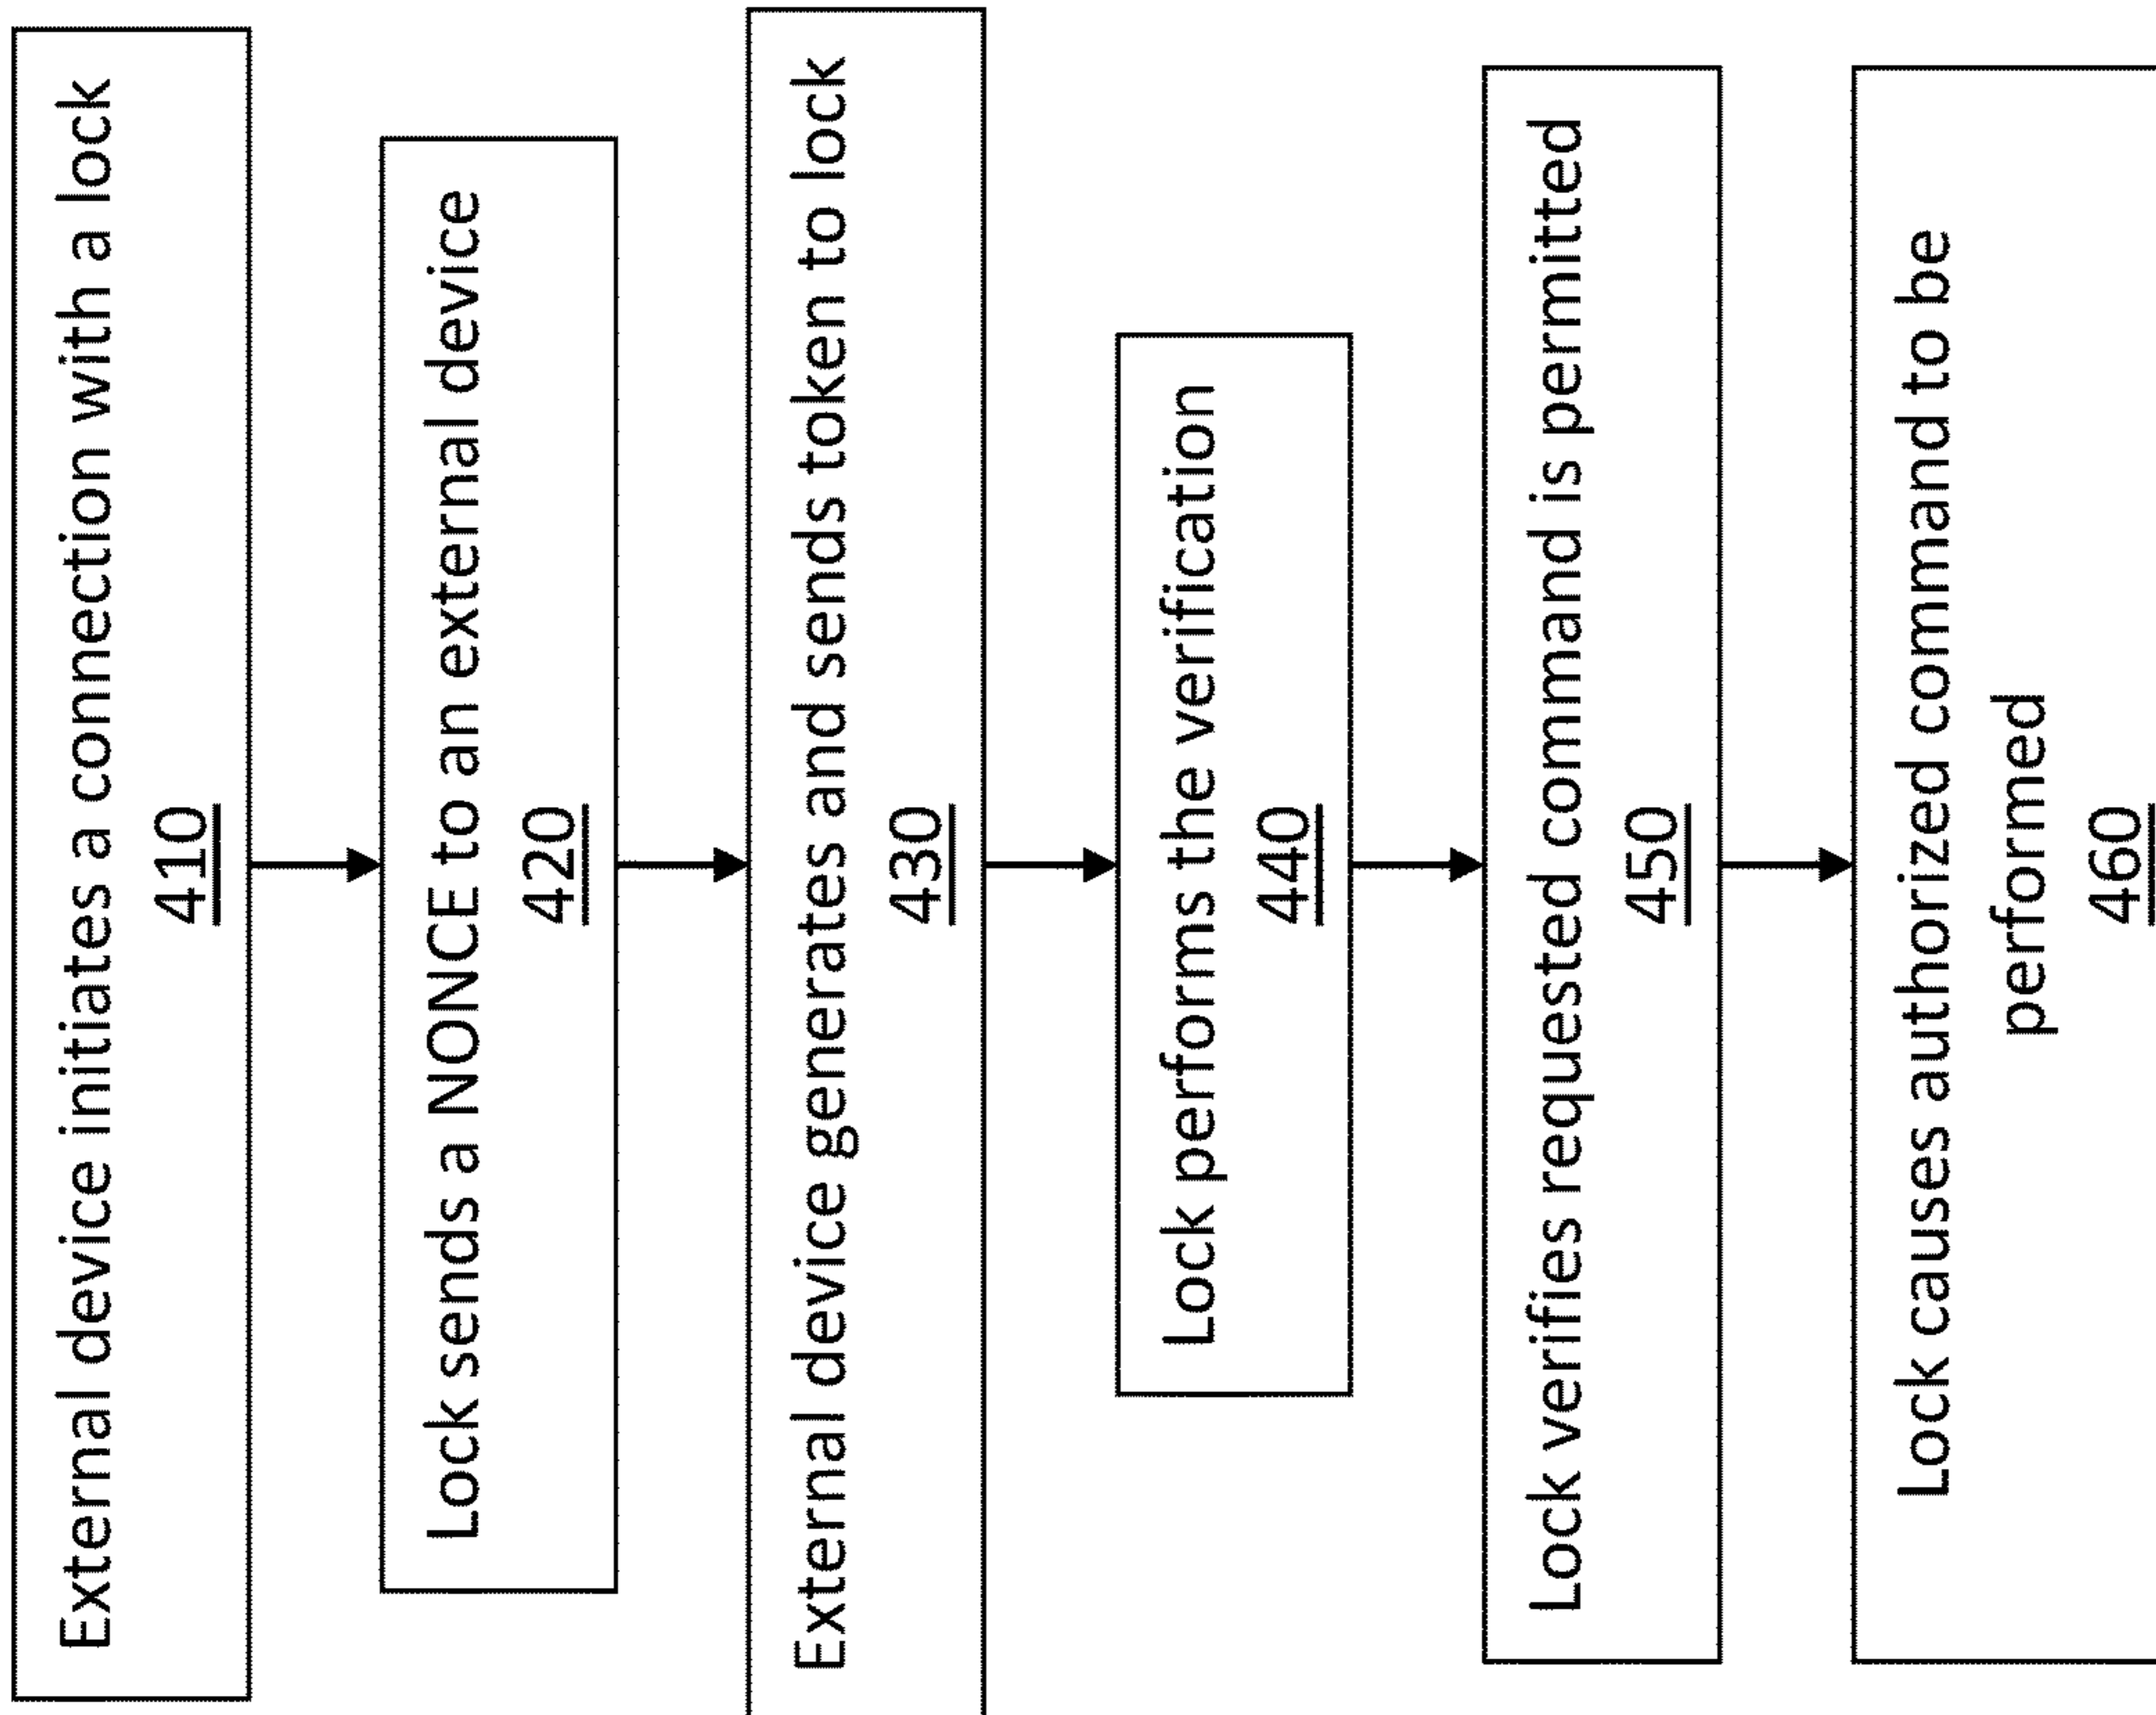 External device initiates a connection with a lock
410
Lock sends a NONCE to an external device
420
External device generates and sends token to lock
430
Lock performs the verification
440
Lock verifies requested command is permitted
450
Lock causes authorized command to be
performed
460